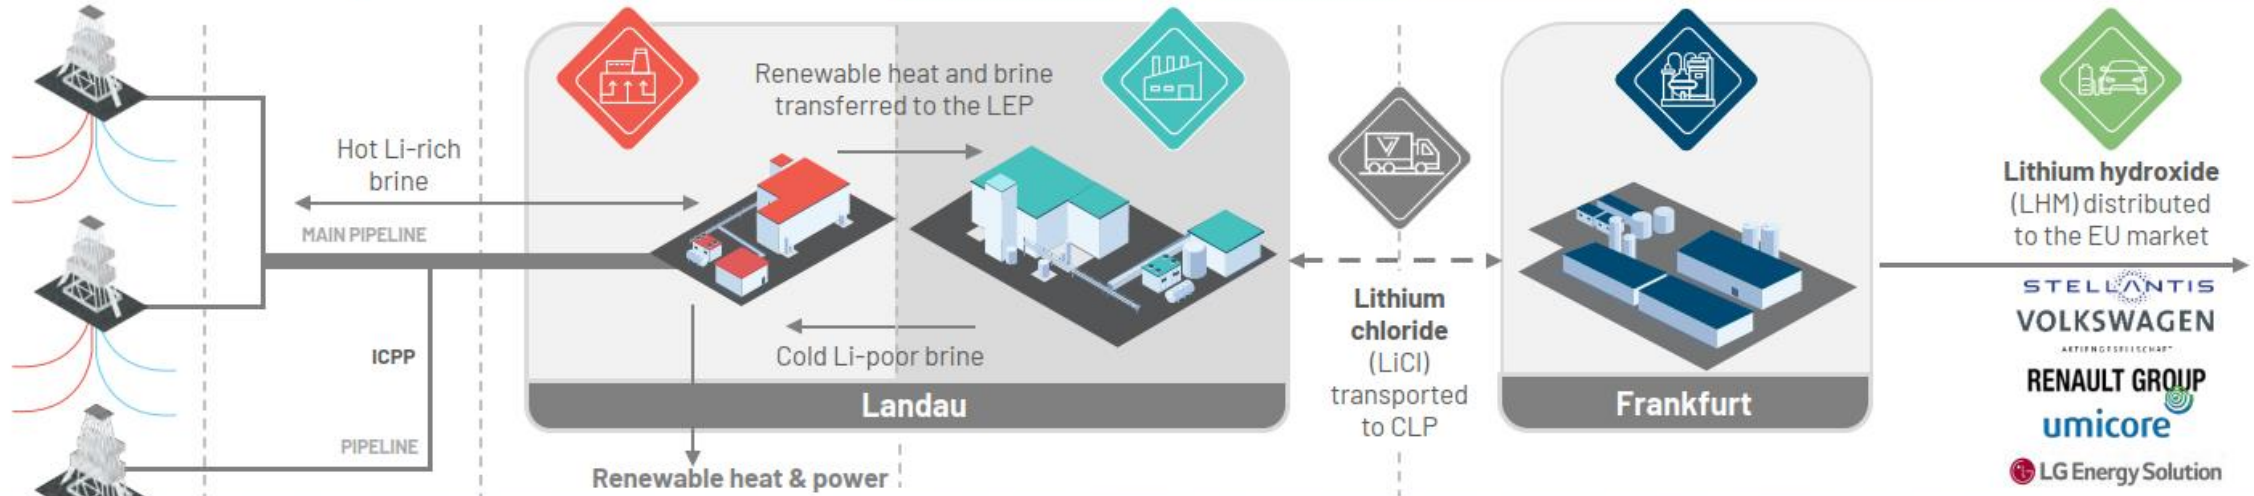 Hot Li-rich
brine
MAIN PIPELINE
ICPP
PIPELINE
Renewable heat and brine
transferred to the LEP
Cold Li-poor brine
Landau
Renewable heat & power
Lithium
chloride
(LiCl)
transported
to CLP
Frankfurt
Lithium hydroxide
(LHM) distributed
to the EU market
STELLANTIS
VOLKSWAGEN
AKTIENGESELLSCHAFT
RENAULT GROUP
umicore
LG Energy Solution